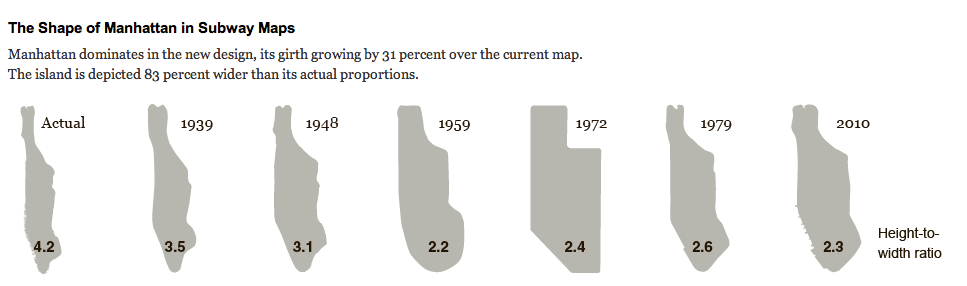 The Shape of Manhattan in Subway Maps
Manhattan dominates in the new design, its girth growing by 31 percent over the current map.
The island is depicted 83 percent wider than its actual proportions.
Actual
1939
1948
1959
1972
1979
2010
4.2
3.5
3.1
2.2
2.4
2.6
2.3
Height-to-
width ratio